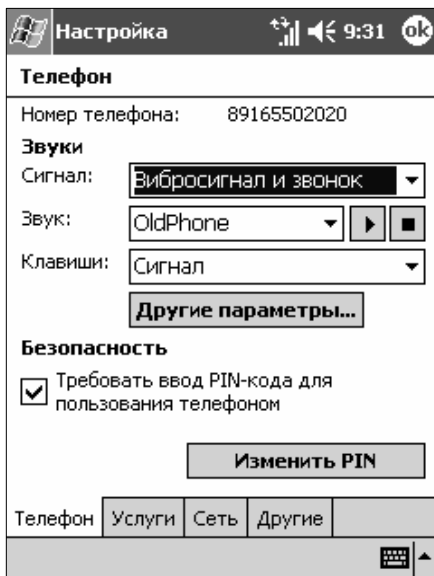 Настройка 9:31 ok
Телефон
Номер телефона: 89165502020
Звуки
Сигнал: Вибросигнал и звонок
Звук: OldPhone
Клавиши: Сигнал
Другие параметры...
Безопасность
Требовать ввод PIN-кода для
пользования телефоном
Изменить PIN
Телефон Услуги Сеть Другие